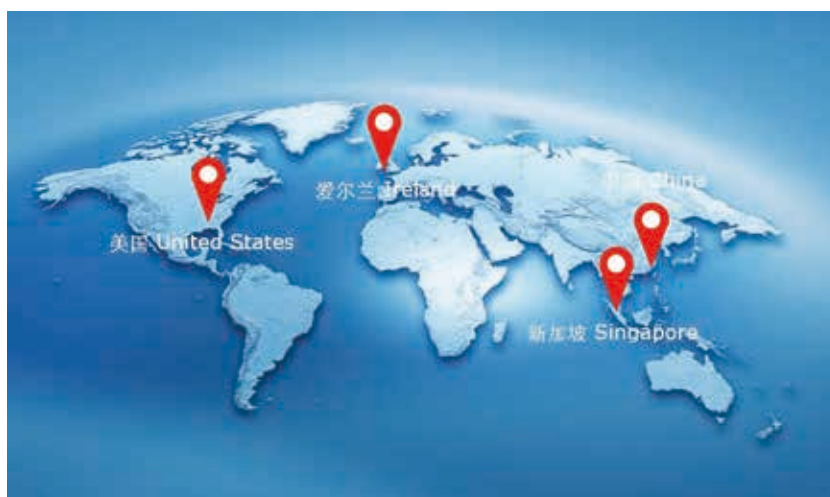 爱尔兰 Ireland
China
美国 United States
新加坡 Singapore